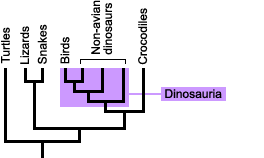 Turtles
Lizards
Snakes
Birds
Non-avian
dinosaurs
Crocodiles
Dinosauria